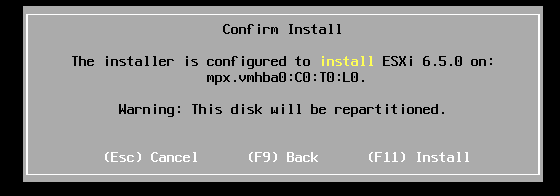 Confirm Install
The installer is configured to install ESXi 6.5.0 on:
mpx.vmhba0:C0:T0:L0.
Warning: This disk will be repartitioned.
(Esc) Cancel (F9) Back (F11) Install